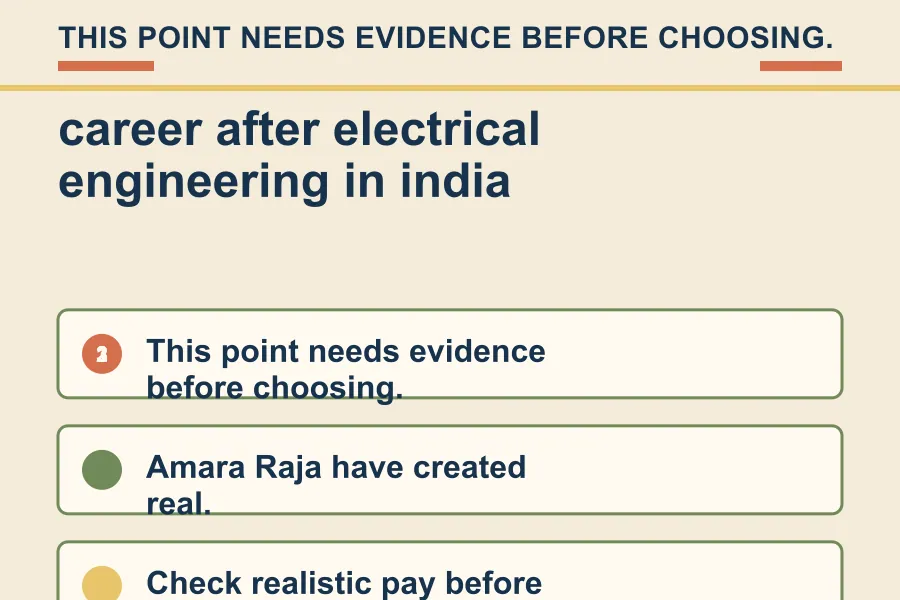 THIS POINT NEEDS EVIDENCE BEFORE CHOOSING.
career after electrical
engineering in india
This point needs evidence
before choosing.
Amara Raja have created
real.
Check realistic pay before